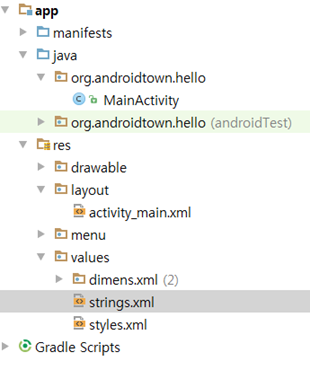 app
manifests
java
org.androidtown.hello
MainActivity
org.androidtown.hello (androidTest)
res
drawable
layout
activity_main.xml
menu
values
dimens.xml (2)
strings.xml
styles.xml
Gradle Scripts